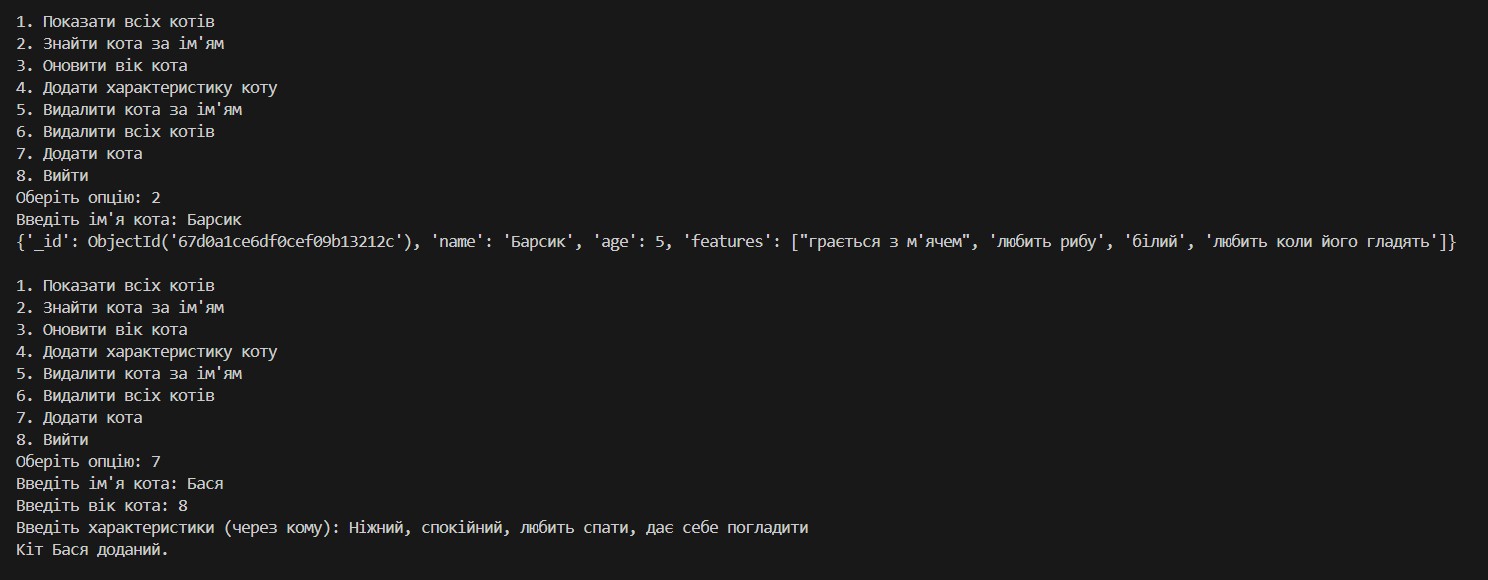 1. Показати всіх котів
2. Знайти кота за ім'ям
3. Оновити вік кота
4. Додати характеристику коту
5. Видалити кота за ім'ям
6. Видалити всіх котів
7. Додати кота
8. Вийти
Оберіть опцію: 2
Введіть ім'я кота: Барсик
{'_id': ObjectId('67d0a1ce6df0cef09b13212c'), 'name': 'Барсик', 'age': 5, 'features': ["грається з м'ячем", 'любить рибу', 'білий', 'любить коли його гладять']}
1. Показати всіх котів
2. Знайти кота за ім'ям
3. Оновити вік кота
4. Додати характеристику коту
5. Видалити кота за ім'ям
6. Видалити всіх котів
7. Додати кота
8. Вийти
Оберіть опцію: 7
Введіть ім'я кота: Бася
Введіть вік кота: 8
Введіть характеристики (через кому): Ніжний, спокійний, любить спати, дає себе погладити
Кіт Бася доданий.